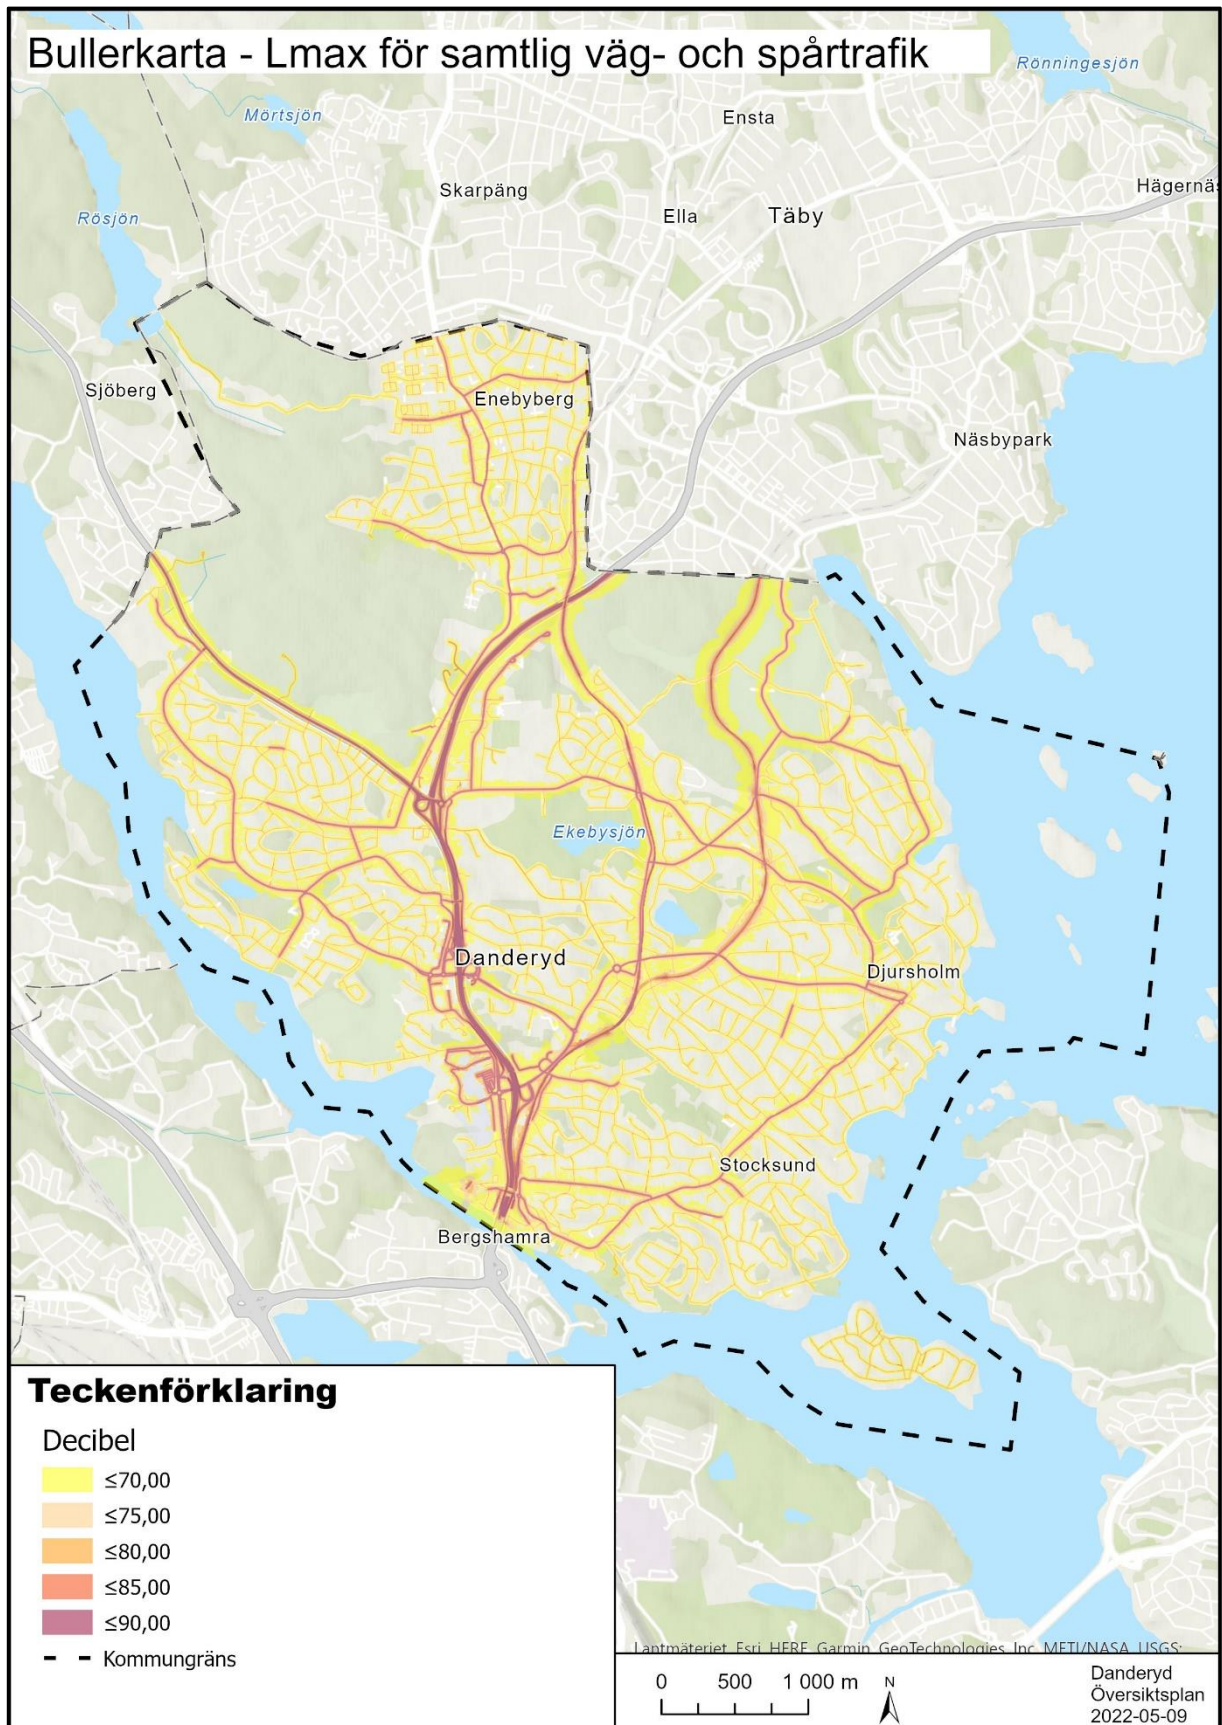 Bullerkarta - Lmax för samtlig väg- och spårtrafik
Rönningesjön
Mörtsjön
Ensta
Skarpäng
Hägernäs
Rösjön
Ella
Täby
Sjöberg
Enebyberg
Näsbypark
Ekebysjön
Danderyd
Djursholm
Stocksund
Bergshamra
Teckenförklaring
Decibel
≤70,00
≤75,00
≤80,00
≤85,00
≤90,00
Kommungräns
Lantmäteriet, Esri, HERE, Garmin, GeoTechnologies, Inc, METI/NASA, USGS;
0 500 1 000 m
N
Danderyd
Översiktsplan
2022-05-09